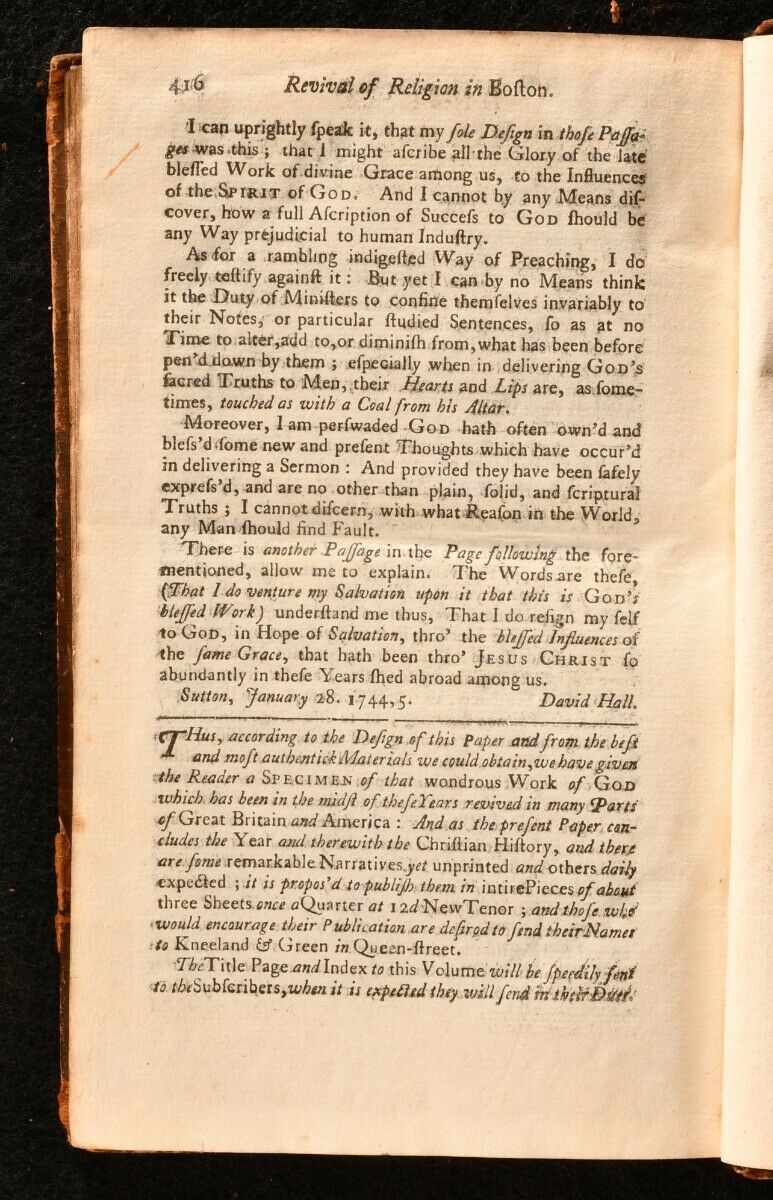 416 Revival of Religion in Boſton.
I can uprightly ſpeak it, that my ſole Deſign in thoſe Paſſa-
ges was this ; that I might aſcribe all the Glory of the late
bleſſed Work of divine Grace among us, to the Influences
of the SPIRIT of GOD. And I cannot by any Means diſ-
cover, how a full Aſcription of Succeſs to GOD ſhould be
any Way prejudicial to human Induſtry.
As for a rambling indigeſted Way of Preaching, I do
freely teſtify againſt it : But yet I can by no Means think
it the Duty of Miniſters to confine themſelves invariably to
their Notes, or particular ſtudied Sentences, ſo as at no
Time to alter,add to,or diminiſh from,what has been before
pen'd down by them ; eſpecially when in delivering GOD'S
ſacred Truths to Men, their Hearts and Lips are, as ſome-
times, touched as with a Coal from his Altar.
Moreover, I am perſwaded GOD hath often own'd and
bleſs'd ſome new and preſent Thoughts which have occur'd
in delivering a Sermon : And provided they have been ſafely
expreſs'd, and are no other than plain, ſolid, and ſcriptural
Truths ; I cannot diſcern, with what Reaſon in the World,
any Man ſhould find Fault.
There is another Paſſage in the Page following the fore-
mentioned, allow me to explain. The Words are theſe,
(That I do venture my Salvation upon it that this is GOD's
bleſſed Work) underſtand me thus, That I do reſign my ſelf
to GOD, in Hope of Salvation, thro' the bleſſed Influences of
the ſame Grace, that hath been thro' JESUS CHRIST ſo
abundantly in theſe Years ſhed abroad among us.
Sutton, January 28. 1744,5. David Hall.
THus, according to the Deſign of this Paper and from the beſt
and moſt authentick Materials we could obtain, we have given
the Reader a SPECIMEN of that wondrous Work of GOD
which has been in the midſt of theſe Years revived in many Parts
of Great Britain and America : And as the preſent Paper con-
cludes the Year and therewith the Chriſtian Hiſtory, and there
are ſome remarkable Narratives yet unprinted and others daily
expected ; it is propos'd to publiſh them in intire Pieces of about
three Sheets once a Quarter at 12d New Tenor ; and thoſe who
would encourage their Publication are deſired to ſend their Names
to Kneeland & Green in Queen-ſtreet.
The Title Page and Index to this Volume will be ſpeedily ſent
to the Subſcribers, when it is expected they will ſend in their Dues.